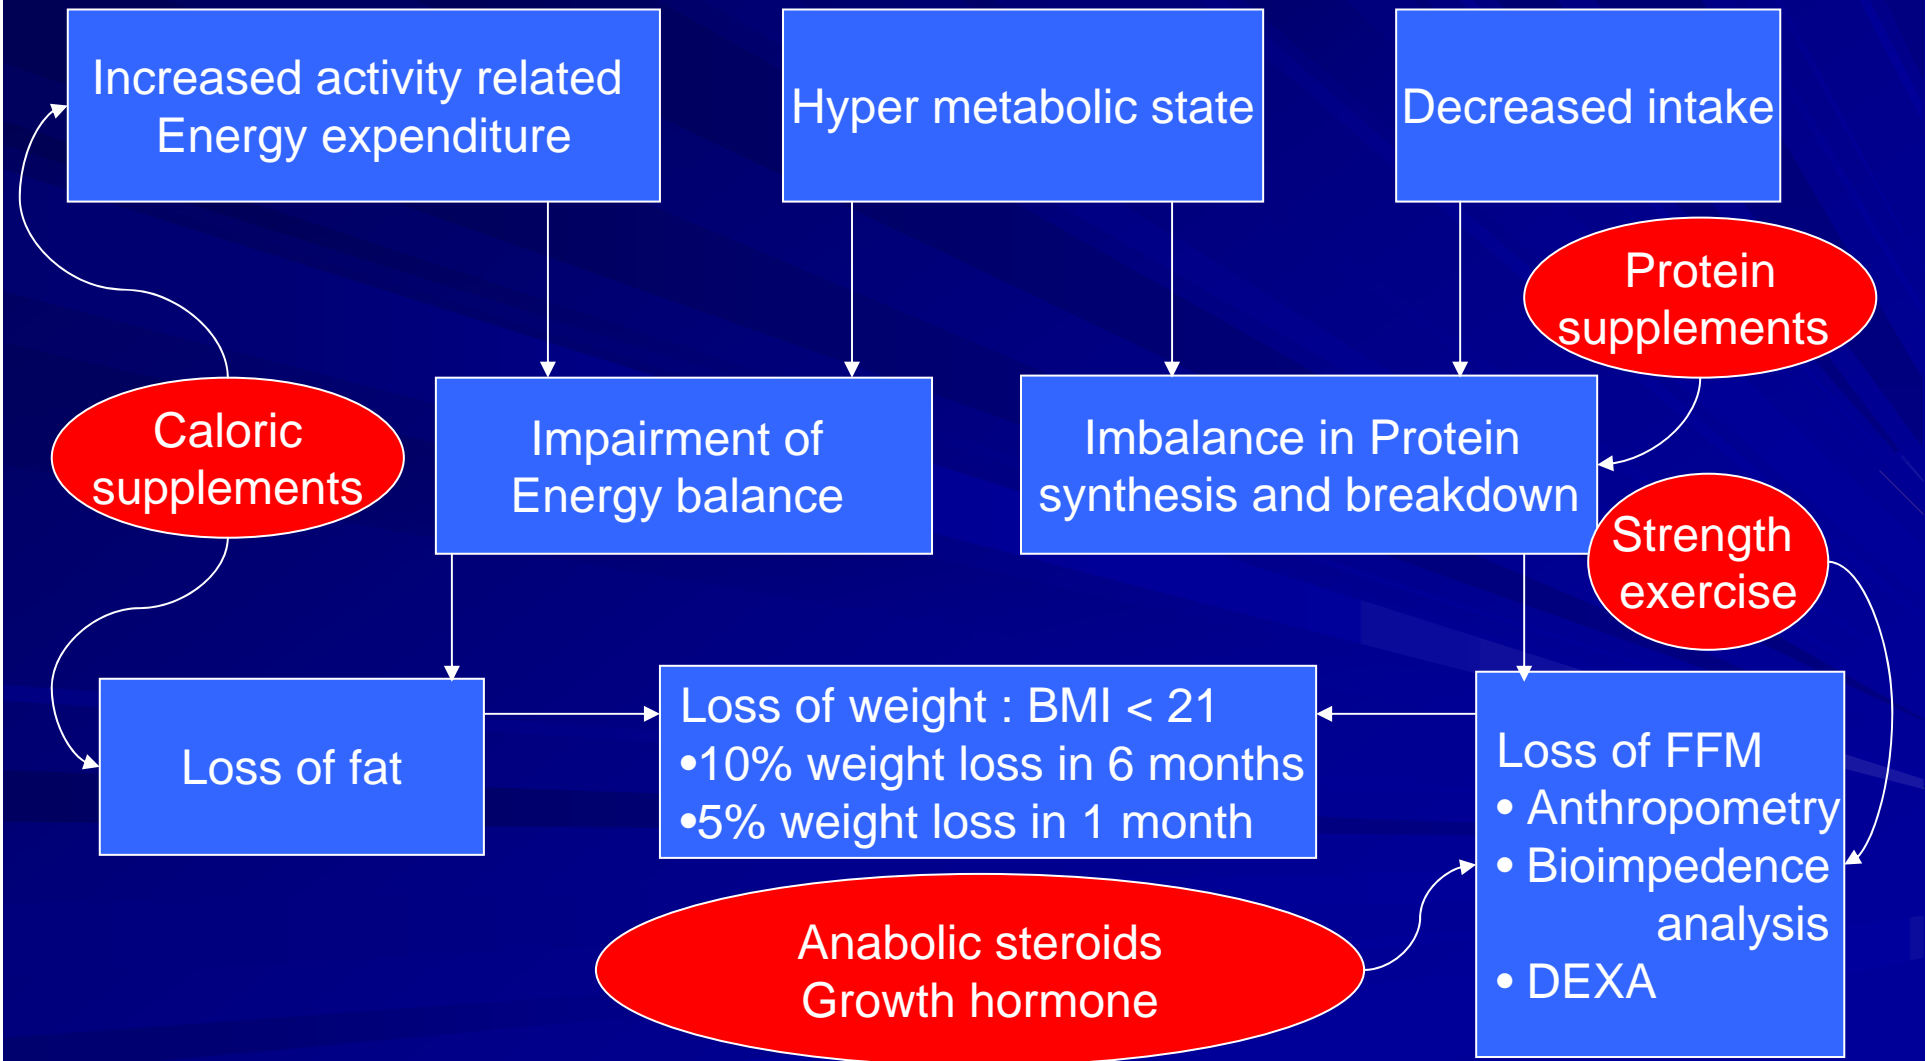 Increased activity related
Energy expenditure
Hyper metabolic state
Decreased intake
Protein
supplements
Caloric
supplements
Impairment of
Energy balance
Imbalance in Protein
synthesis and breakdown
Strength
exercise
Loss of fat
Loss of weight : BMI < 21
•10% weight loss in 6 months
•5% weight loss in 1 month
Loss of FFM
• Anthropometry
• Bioimpedence
analysis
• DEXA
Anabolic steroids
Growth hormone